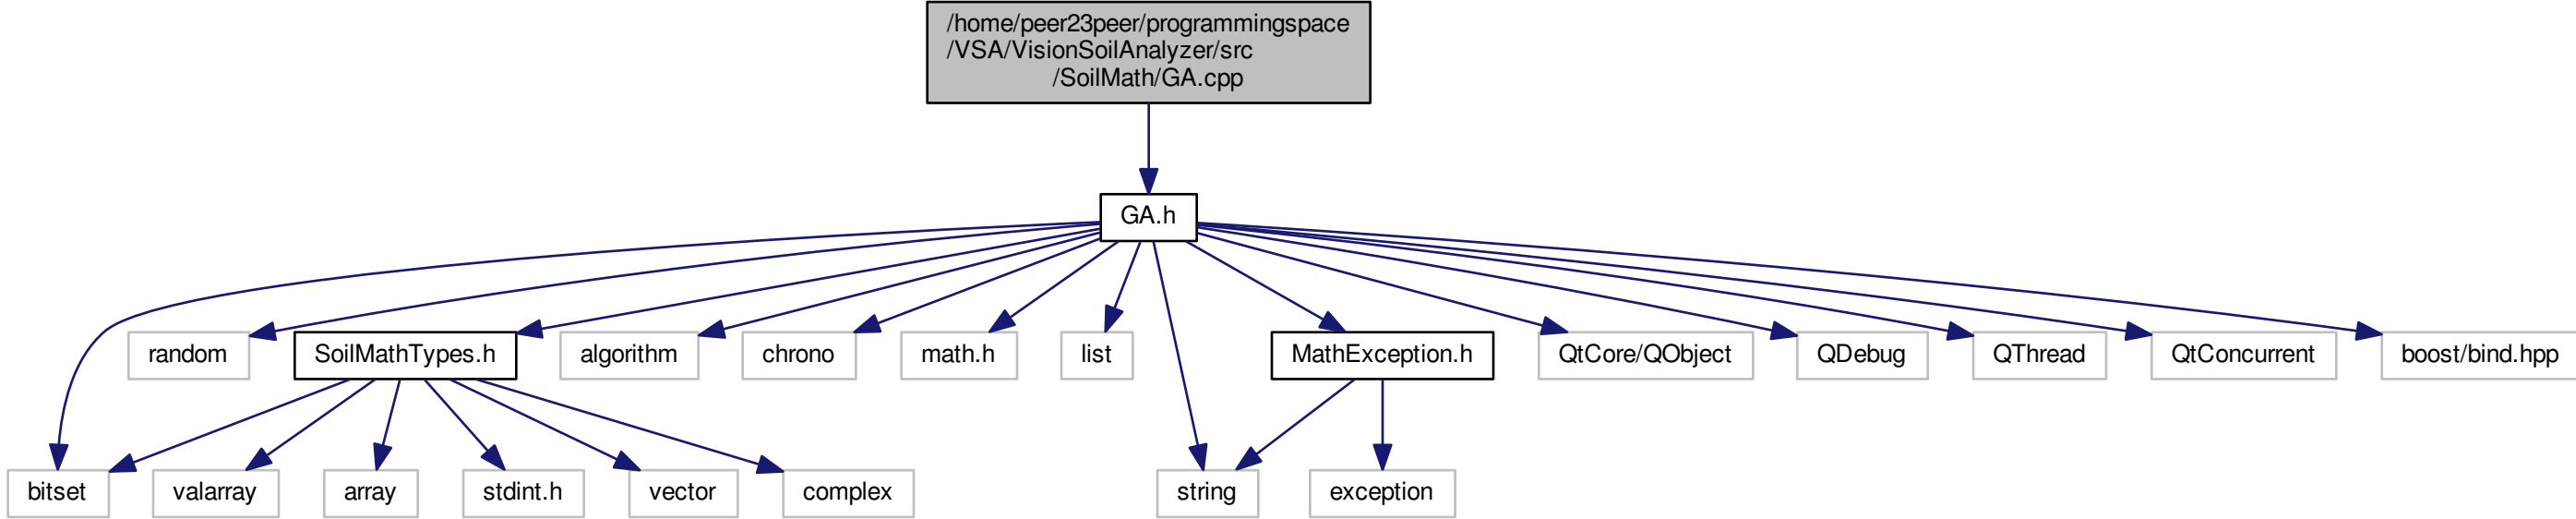 /home/peer23peer/programmingspace
/VSA/VisionSoilAnalyzer/src
/SoilMath/GA.cpp
GA.h
random
SoilMathTypes.h
algorithm
chrono
math.h
list
MathException.h
QtCore/QObject
QDebug
QThread
QtConcurrent
boost/bind.hpp
bitset
valarray
array
stdint.h
vector
complex
string
exception